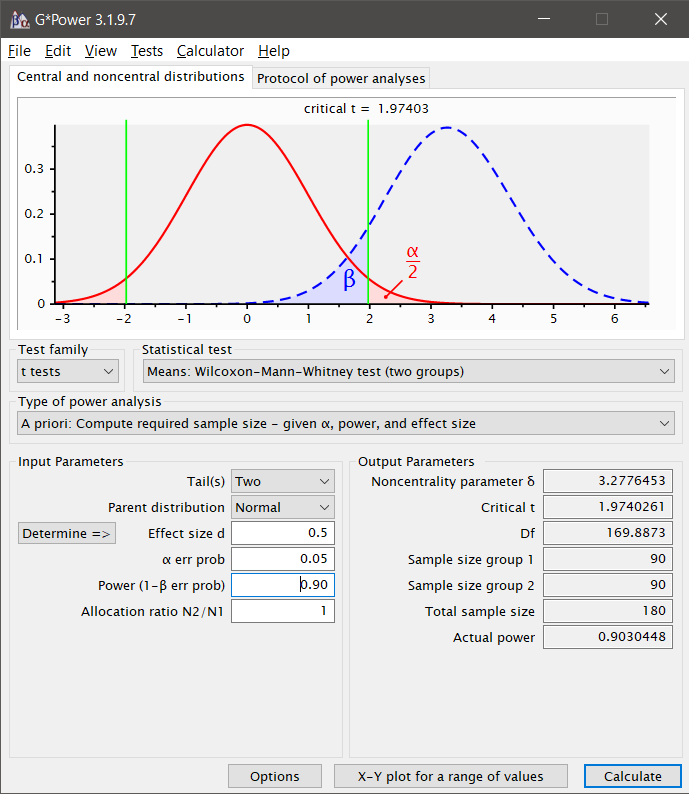 G*Power 3.1.9.7
File Edit View Tests Calculator Help
Central and noncentral distributions Protocol of power analyses
critical t = 1.97403
0.3
0.2
0.1
0
β
α
2
-3 -2 -1 0 1 2 3 4 5 6
Test family Statistical test
t tests Means: Wilcoxon-Mann-Whitney test (two groups)
Type of power analysis
A priori: Compute required sample size - given α, power, and effect size
Input Parameters
Tail(s) Two
Parent distribution Normal
Determine => Effect size d 0.5
α err prob 0.05
Power (1-β err prob) 0.90
Allocation ratio N2/N1 1
Output Parameters
Noncentrality parameter δ 3.2776453
Critical t 1.9740261
Df 169.8873
Sample size group 1 90
Sample size group 2 90
Total sample size 180
Actual power 0.9030448
Options X-Y plot for a range of values Calculate